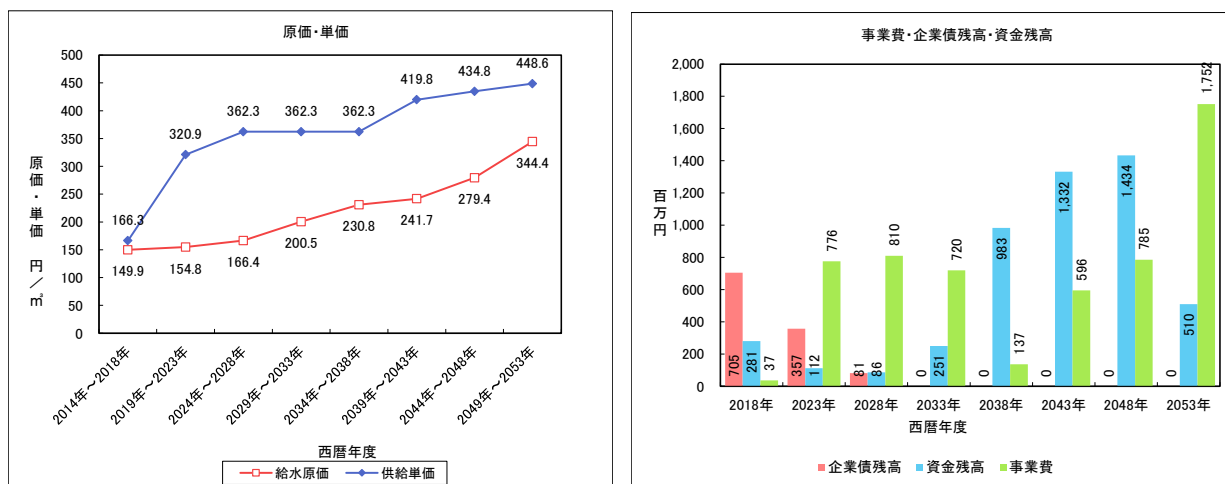 原価・単価
500
450
400
350
300
250
200
150
100
50
0
原価・単価 円／㎥
166.3
320.9
362.3
362.3
362.3
419.8
434.8
448.6
149.9
154.8
166.4
200.5
230.8
241.7
279.4
344.4
2014年～2018年
2019年～2023年
2024年～2028年
2029年～2033年
2034年～2038年
2039年～2043年
2044年～2048年
2049年～2053年
西暦年度
給水原価 供給単価
事業費・企業債残高・資金残高
2,000
1,800
1,600
1,400
1,200
1,000
800
600
400
200
0
百万円
705 281 37
357 112 776
81 86 810
0 251 720
0 983 137
0 1,332 596
0 1,434 785
0 510 1,752
2018年 2023年 2028年 2033年 2038年 2043年 2048年 2053年
西暦年度
企業債残高 資金残高 事業費